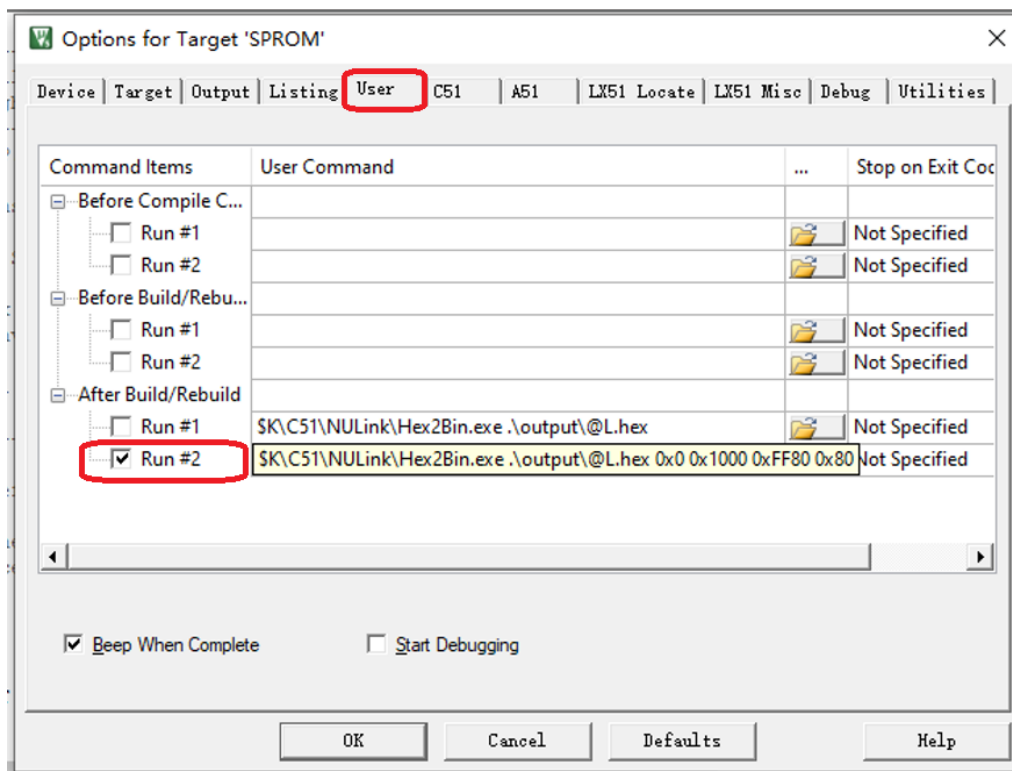 Options for Target 'SPROM'
Device Target Output Listing User C51 A51 LX51 Locate LX51 Misc Debug Utilities
Command Items User Command ... Stop on Exit Coc
Before Compile C...
Run #1 Not Specified
Run #2 Not Specified
Before Build/Rebu...
Run #1 Not Specified
Run #2 Not Specified
After Build/Rebuild
Run #1 $K\C51\NULink\Hex2Bin.exe .\output\@L.hex Not Specified
Run #2 $K\C51\NULink\Hex2Bin.exe .\output\@L.hex 0x0 0x1000 0xFF80 0x80 Not Specified
Beep When Complete Start Debugging
OK Cancel Defaults Help